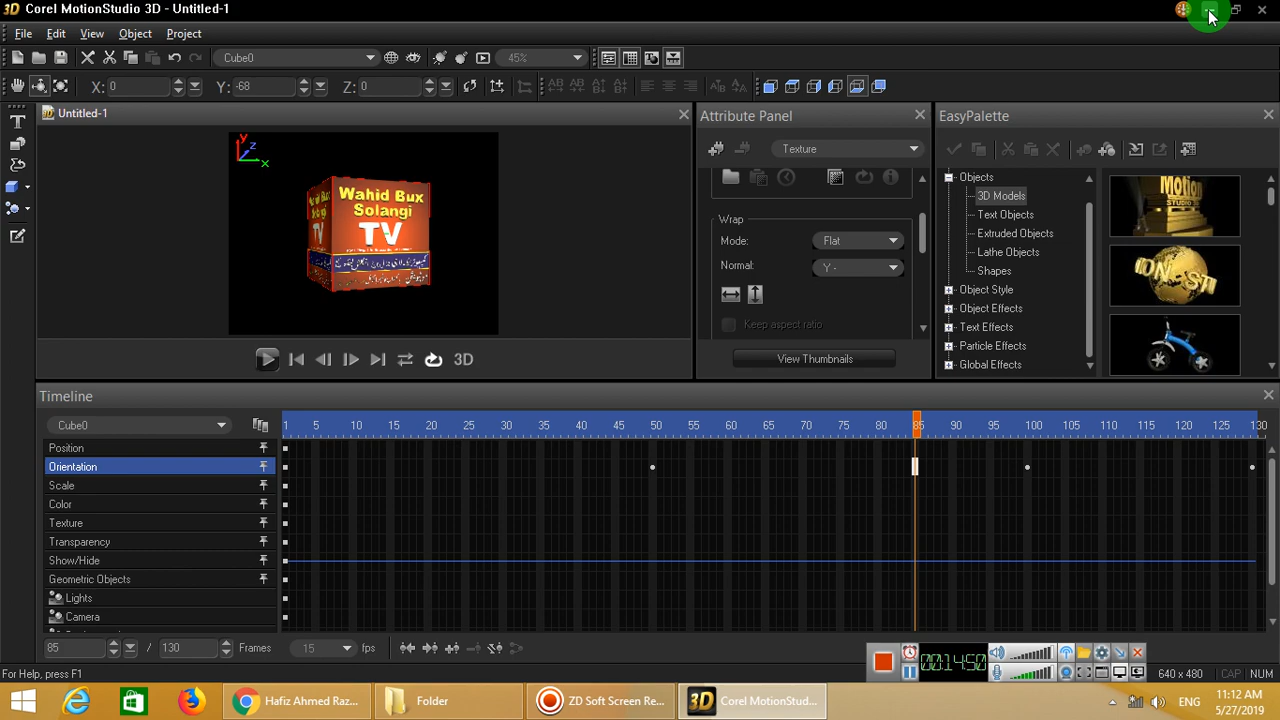 Corel MotionStudio 3D - Untitled-1
File Edit View Object Project
Cube0
45%
X: 0 Y: -68 Z: 0
Untitled-1
Attribute Panel
EasyPalette
Texture
Wrap
Mode: Flat
Normal: Y -
Keep aspect ratio
View Thumbnails
Objects
3D Models
Text Objects
Extruded Objects
Lathe Objects
Shapes
Object Style
Object Effects
Text Effects
Particle Effects
Global Effects
y
z
x
Wahid Bux
Solangi
TV
3D
Timeline
Cube0
1 5 10 15 20 25 30 35 40 45 50 55 60 65 70 75 80 85 90 95 100 105 110 115 120 125 130
Position
Orientation
Scale
Color
Texture
Transparency
Show/Hide
Geometric Objects
Lights
Camera
85 / 130 Frames 15 fps
00:14:50
For Help, press F1
640 x 480 CAP NUM
Hafiz Ahmed Raz...
Folder
ZD Soft Screen Re...
3D Corel MotionStud...
ENG
11:12 AM
5/27/2019